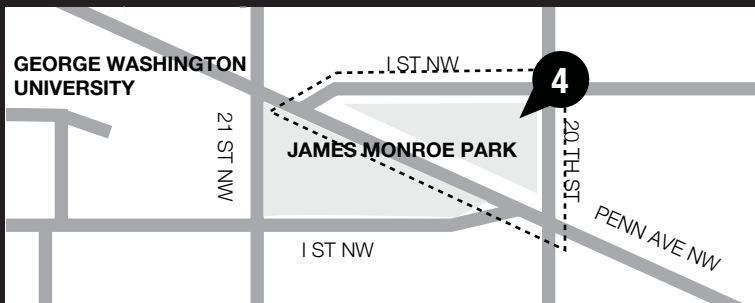 GEORGE WASHINGTON
UNIVERSITY
I ST NW
4
21 ST NW
JAMES MONROE PARK
20 TH ST
PENN AVE NW
I ST NW